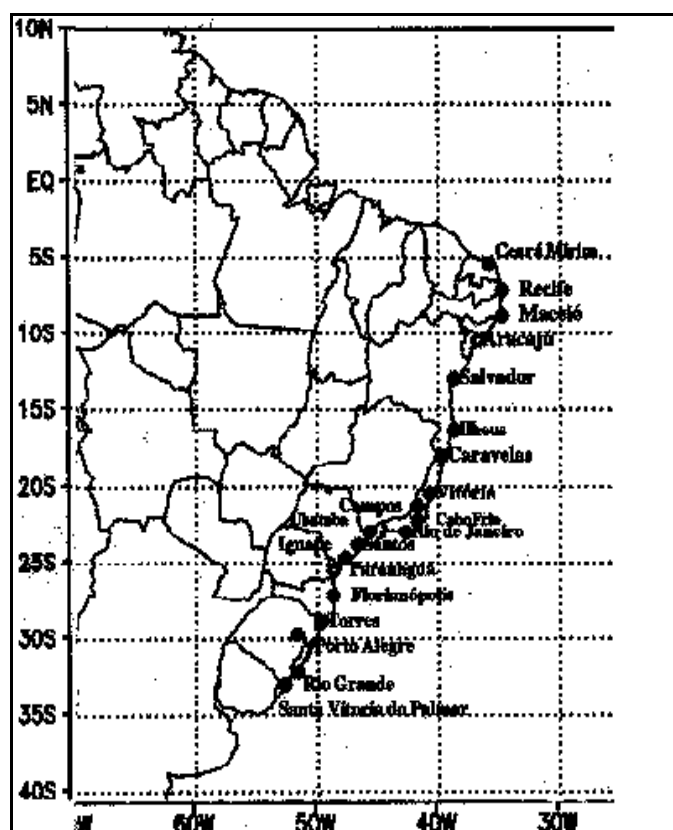 10N
5N
EQ
Ceará Mirim
5S
Recife
Maceió
10S
Aracajú
Salvador
15S
Ilheus
Caravelas
20S
Vitória
Campos
Ubatuba
Cabo Frio
Rio de Janeiro
Iguape
Santos
25S
Paranaguá
Florianópolis
Torres
30S
Porto Alegre
Rio Grande
Santa Vitoria do Palmar
35S
40S
60W 50W 40W 30W